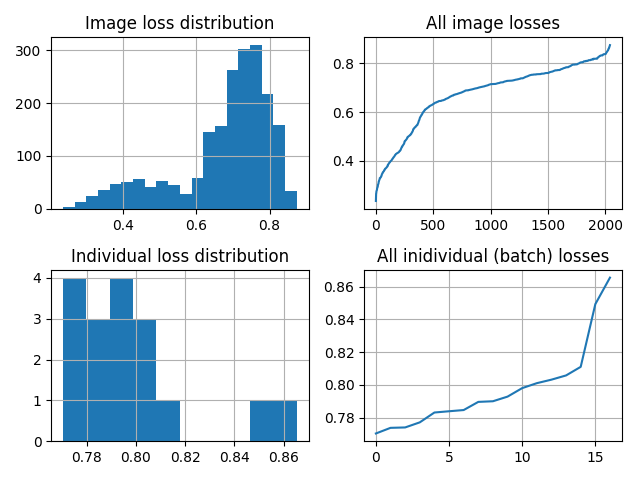 Image loss distribution
300
200
100
0
0.4 0.6 0.8
All image losses
0.8
0.6
0.4
0 500 1000 1500 2000
Individual loss distribution
4
3
2
1
0
0.78 0.80 0.82 0.84 0.86
All inidividual (batch) losses
0.86
0.84
0.82
0.80
0.78
0 5 10 15